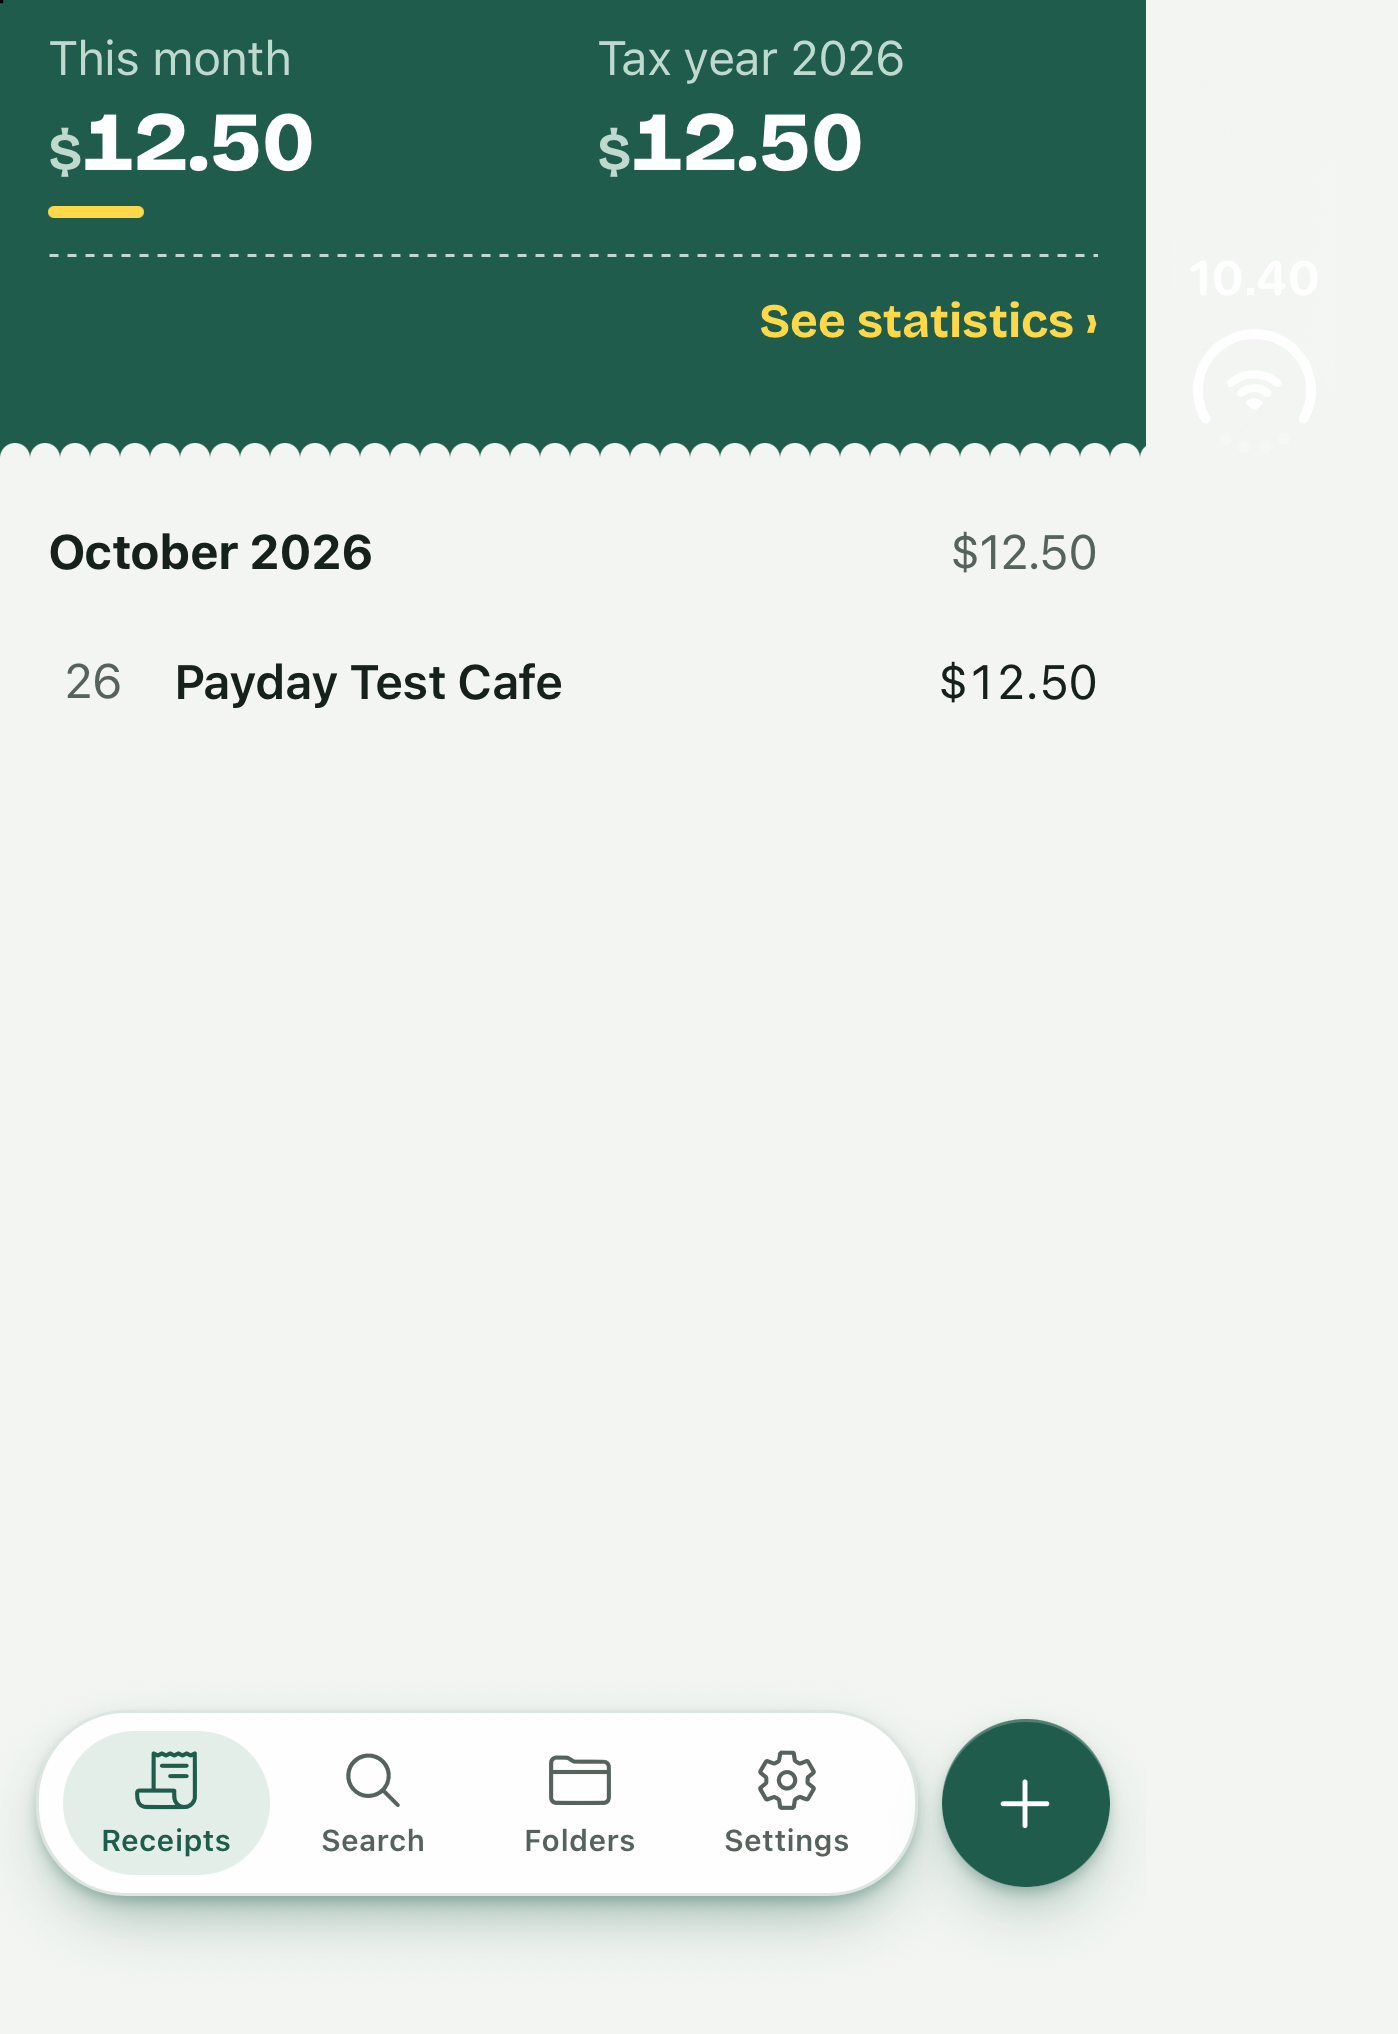 This month
Tax year 2026
$12.50
$12.50
See statistics ›
10.40
October 2026
$12.50
26 Payday Test Cafe $12.50
Receipts
Search
Folders
Settings